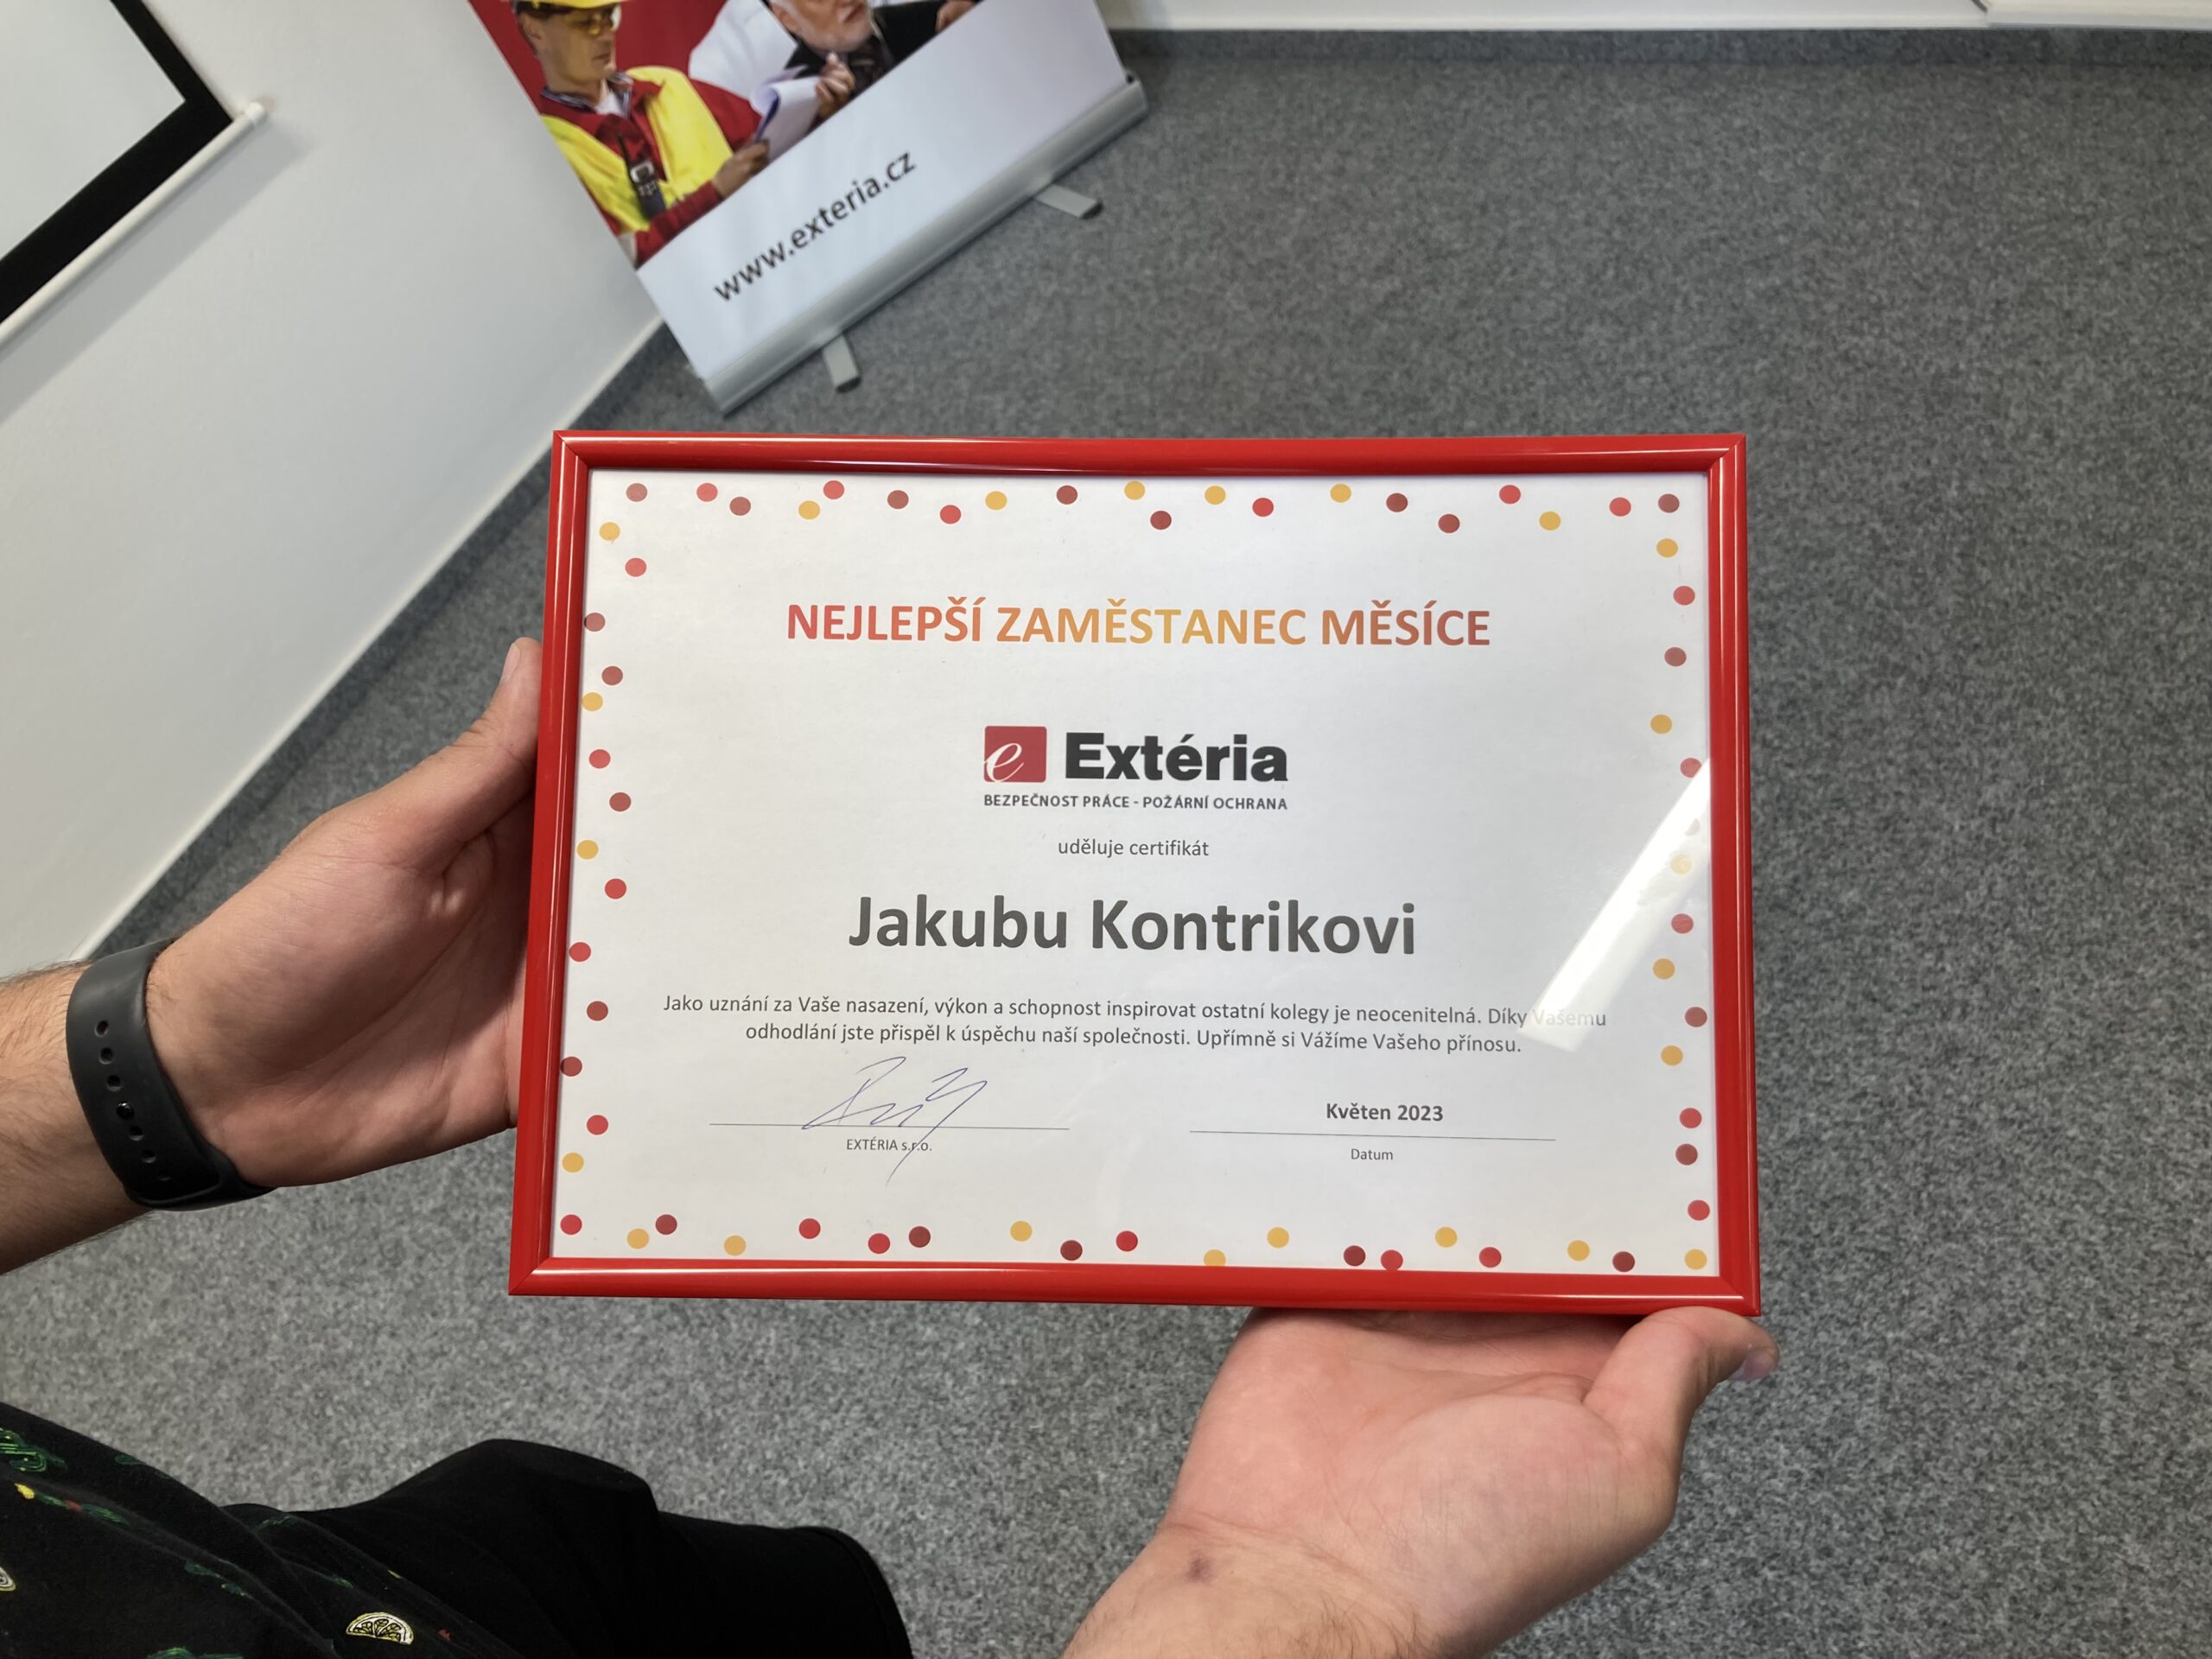 www.exteria.cz
NEJLEPŠÍ ZAMĚSTANEC MĚSÍCE
e Extéria
BEZPEČNOST PRÁCE - POŽÁRNÍ OCHRANA
uděluje certifikát
Jakubu Kontrikovi
Jako uznání za Vaše nasazení, výkon a schopnost inspirovat ostatní kolegy je neocenitelná. Díky Vašemu
odhodlání jste přispěl k úspěchu naší společnosti. Upřímně si Vážíme Vašeho přínosu.
Květen 2023
EXTÉRIA s.r.o.
Datum